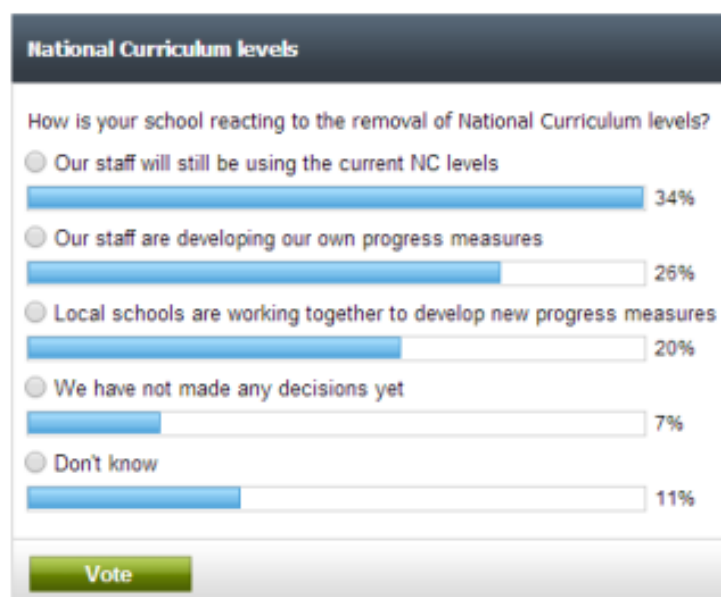 National Curriculum levels
How is your school reacting to the removal of National Curriculum levels?
Our staff will still be using the current NC levels
34%
Our staff are developing our own progress measures
26%
Local schools are working together to develop new progress measures
20%
We have not made any decisions yet
7%
Don't know
11%
Vote